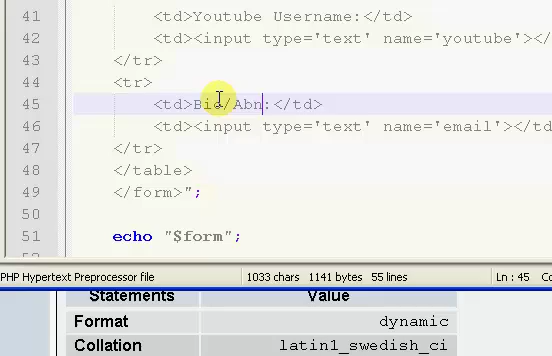 41 <td>Youtube Username:</td>
42 <td><input type='text' name='youtube'></
43 </tr>
44 <tr>
45 <td>Bio/Abn:</td>
46 <td><input type='text' name='email'></td
47 </tr>
48 </table>
49 </form>";
50
51 echo "$form";
PHP Hypertext Preprocessor file 1033 chars 1141 bytes 55 lines Ln : 45 Co
Statements Value
Format dynamic
Collation latin1_swedish_ci